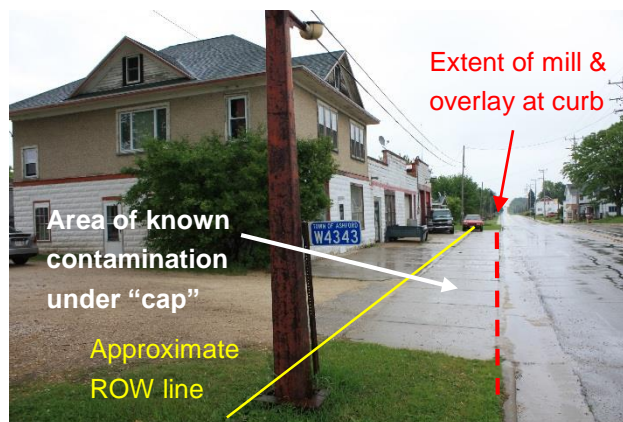 Extent of mill &
overlay at curb
TOWN OF ASHFORD
W4343
Area of known
contamination
under “cap”
Approximate
ROW line